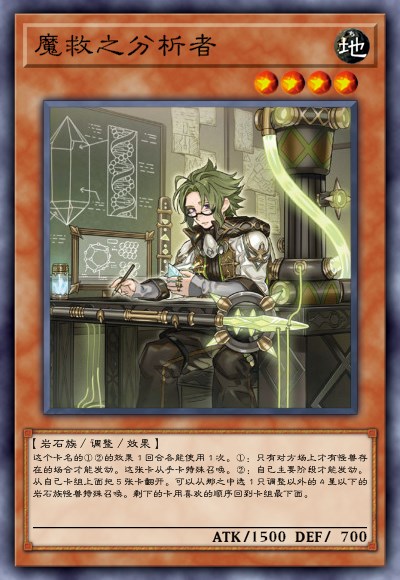 魔救之分析者
地
【岩石族／调整／效果】
这个卡名的①②的效果1回合各能使用1次。①：只有对方场上才有怪兽存
在的场合才能发动。这张卡从手卡特殊召唤。②：自己主要阶段才能发动。
从自己卡组上面把5张卡翻开。可以从那之中选1只调整以外的4星以下的
岩石族怪兽特殊召唤。剩下的卡用喜欢的顺序回到卡组最下面。
ATK/1500 DEF/ 700